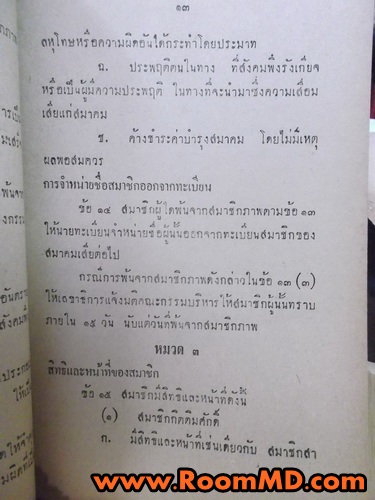 ๑๓
ลหุโทษหรือความผิดอันได้กระทำโดยประมาท
ฉ. ประพฤติตนในทาง ที่สังคมพึงรังเกียจ
หรือเป็นผู้มีความประพฤติ ในทางที่จะนำมาซึ่งความเสื่อม
เสียแก่สมาคม
ช. ค้างชำระค่าบำรุงสมาคม โดยไม่มีเหตุ
ผลพอสมควร
การจำหน่ายชื่อสมาชิกออกจากทะเบียน
ข้อ ๑๔ สมาชิกผู้ใดพ้นจากสมาชิกภาพตามข้อ ๑๓
ให้นายทะเบียนจำหน่ายชื่อผู้นั้นออกจากทะเบียนสมาชิกของ
สมาคมเสียต่อไป
กรณีการพ้นจากสมาชิกภาพดังกล่าวในข้อ ๑๓ (๓)
ให้เลขาธิการแจ้งมติคณะกรรมบริหารให้สมาชิกผู้นั้นทราบ
ภายใน ๑๕ วัน นับแต่วันที่พ้นจากสมาชิกภาพ
หมวด ๓
สิทธิและหน้าที่ของสมาชิก
ข้อ ๑๕ สมาชิกมีสิทธิและหน้าที่ดังนี้
(๑) สมาชิกกิตติมศักดิ์
ก. มีสิทธิและหน้าที่เช่นเดียวกับ สมาชิกสา
www.RoomMD.com www.RoomMD.com